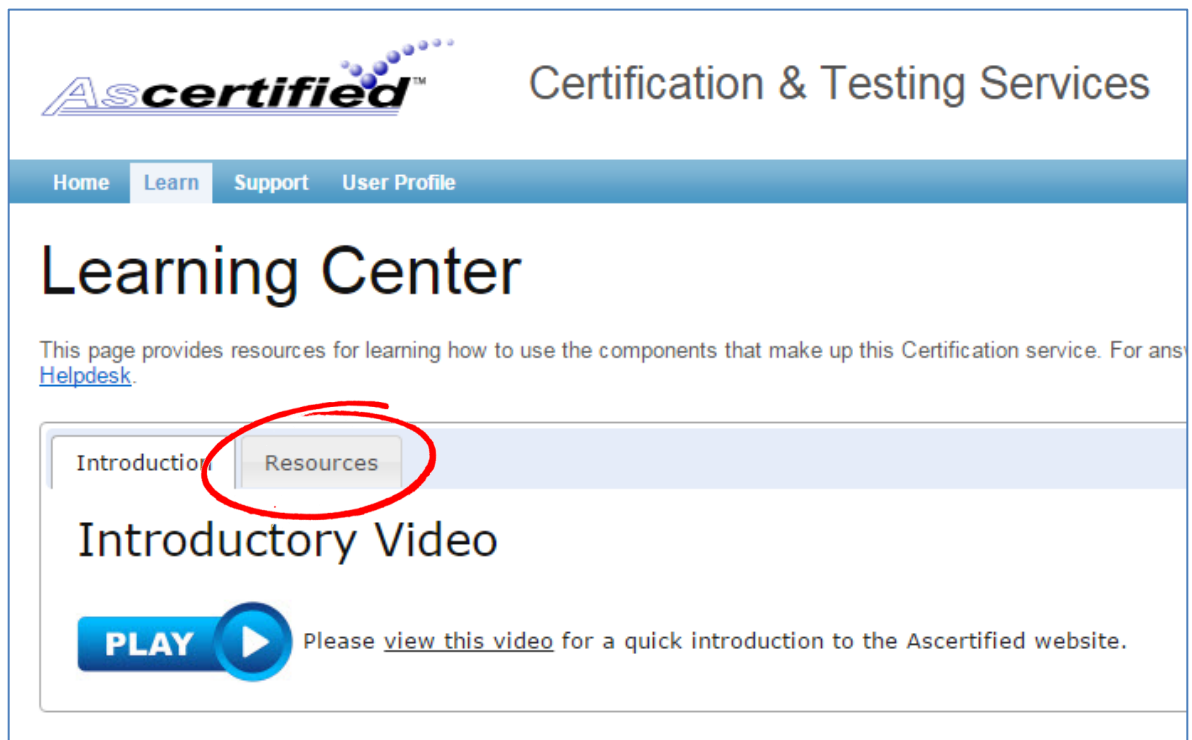 Ascertified™
Certification & Testing Services
Home Learn Support User Profile
Learning Center
This page provides resources for learning how to use the components that make up this Certification service. For
Helpdesk.
Introduction Resources
Introductory Video
PLAY Please view this video for a quick introduction to the Ascertified website.